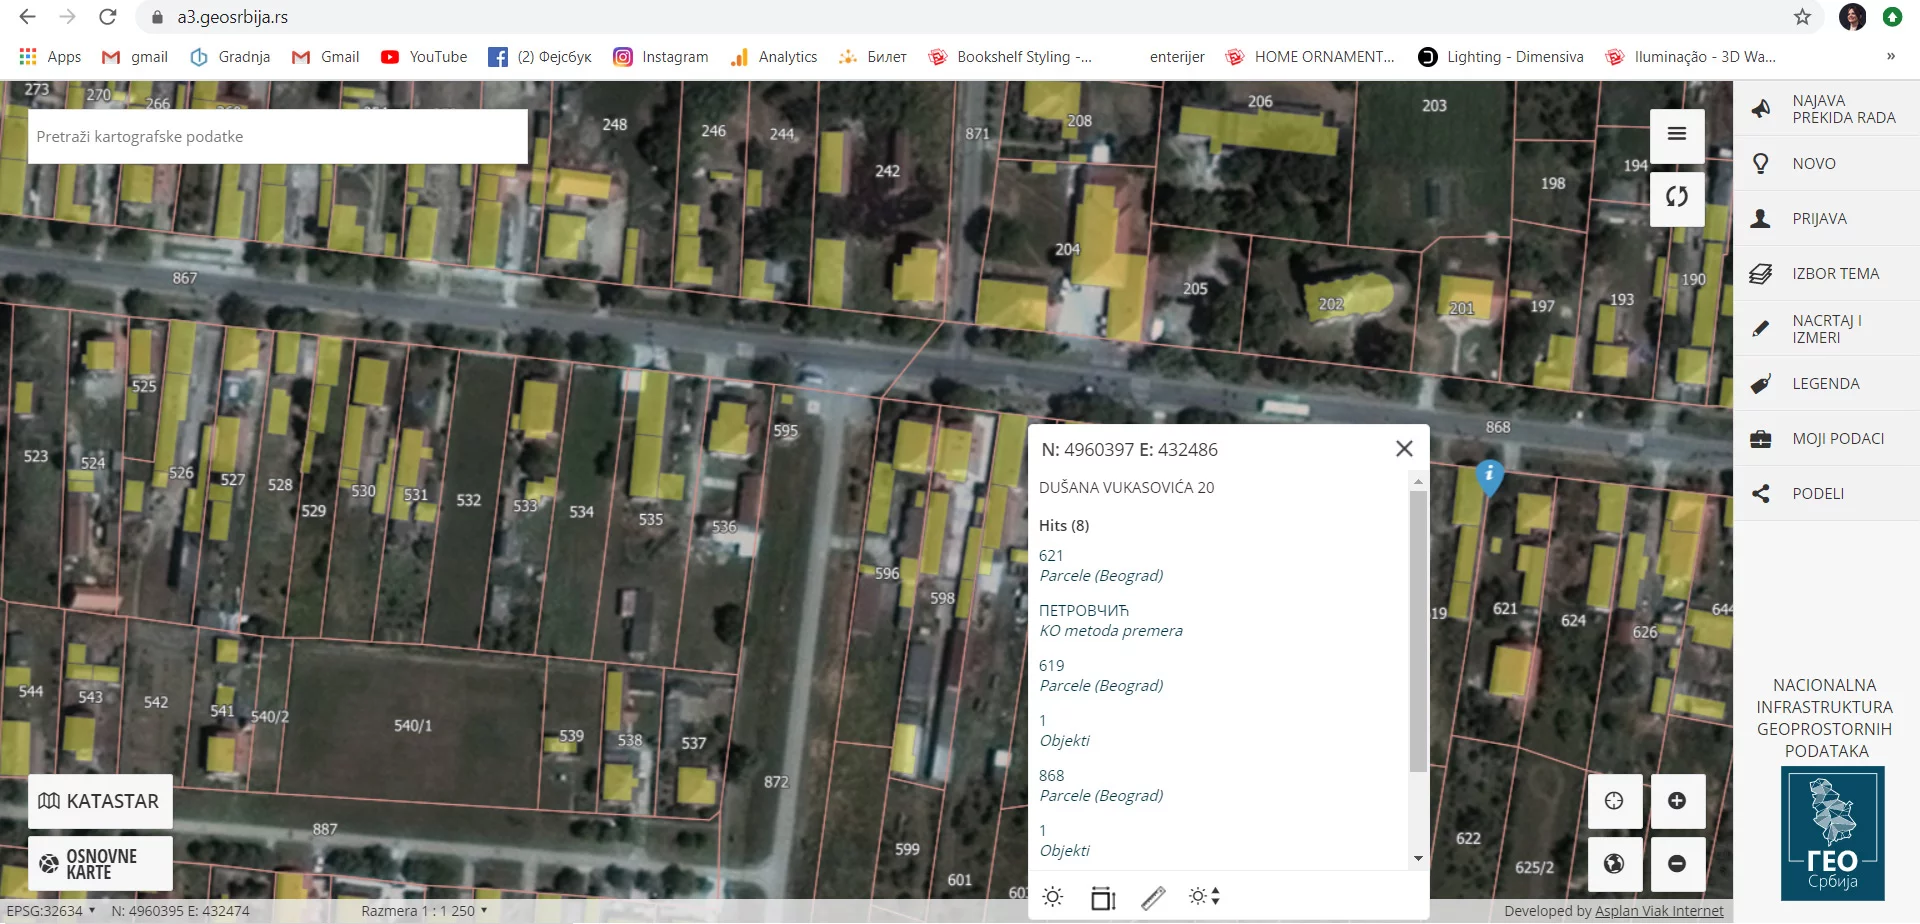 a3.geosrbija.rs
Apps
gmail
Gradnja
Gmail
YouTube
(2) Фејсбук
Instagram
Analytics
Билет
Bookshelf Styling -...
enterijer
HOME ORNAMENT...
Lighting - Dimensiva
Iluminação - 3D Wa...
»
Pretraži kartografske podatke
273
270
266
248
246
244
242
871
208
206
203
198
194
204
205
202
201
197
193
190
867
868
523
524
525
526
527
528
529
530
531
532
533
534
535
536
595
596
598
544
543
542
541
540/2
540/1
539
538
537
872
887
599
601
19
621
624
626
644
622
625/2
N: 4960397 E: 432486
DUŠANA VUKASOVIĆA 20
Hits (8)
621
Parcele (Beograd)
ПЕТРОВЧИЋ
KO metoda premera
619
Parcele (Beograd)
1
Objekti
868
Parcele (Beograd)
1
Objekti
NAJAVA
PREKIDA RADA
NOVO
PRIJAVA
IZBOR TEMA
NACRTAJ I
IZMERI
LEGENDA
MOJI PODACI
PODELI
NACIONALNA
INFRASTRUKTURA
GEOPROSTORNIH
PODATAKA
ГЕО
Србија
KATASTAR
OSNOVNE
KARTE
EPSG:32634
N: 4960395 E: 432474
Razmera 1 : 1 250
Developed by Asplan Viak Internet